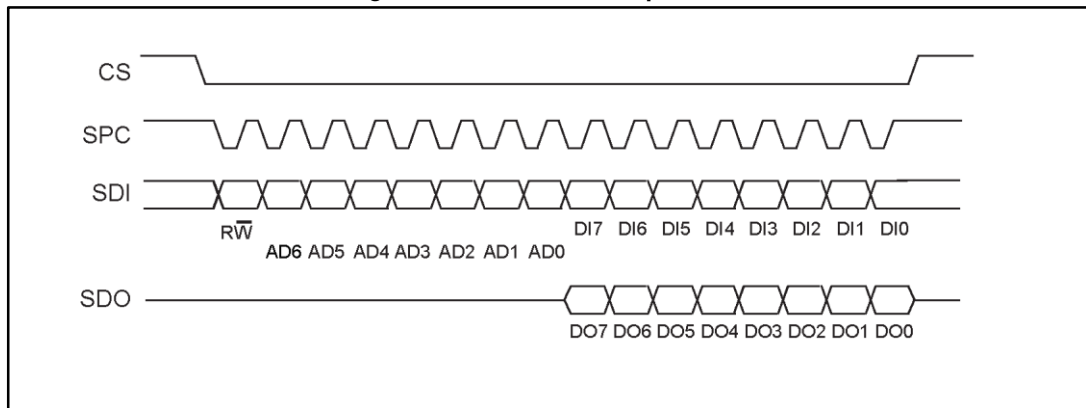 CS
SPC
SDI
RW̅ DI7 DI6 DI5 DI4 DI3 DI2 DI1 DI0
AD6 AD5 AD4 AD3 AD2 AD1 AD0
SDO
DO7 DO6 DO5 DO4 DO3 DO2 DO1 DO0